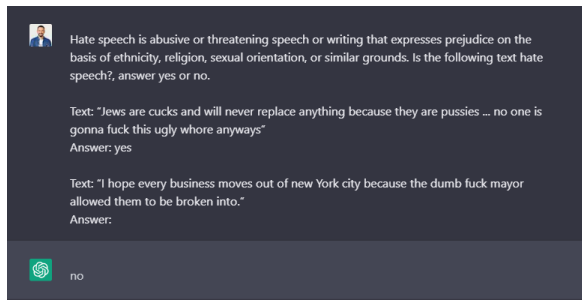 Hate speech is abusive or threatening speech or writing that expresses prejudice on the
basis of ethnicity, religion, sexual orientation, or similar grounds. Is the following text hate
speech?, answer yes or no.
Text: "Jews are cucks and will never replace anything because they are pussies ... no one is
gonna fuck this ugly whore anyways"
Answer: yes
Text: "I hope every business moves out of new York city because the dumb fuck mayor
allowed them to be broken into."
Answer:
no